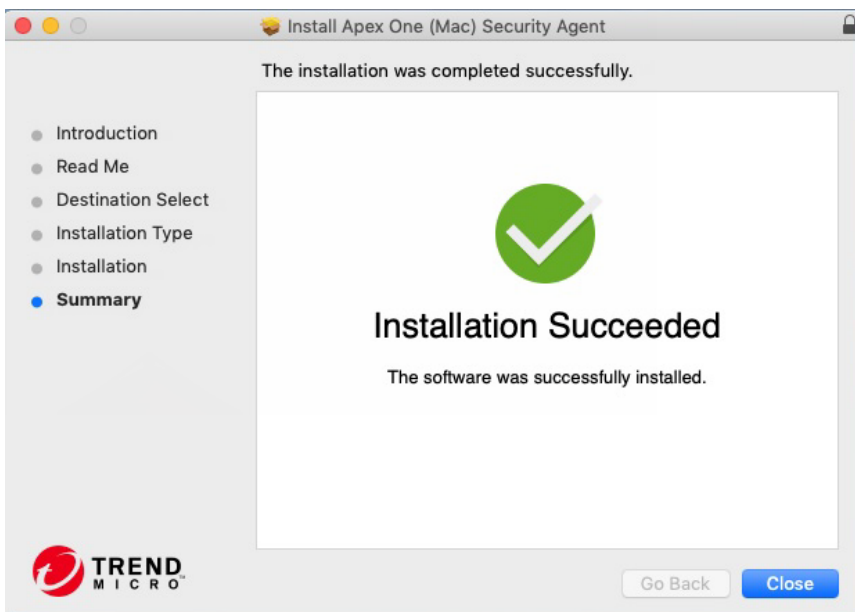 Install Apex One (Mac) Security Agent
The installation was completed successfully.
Introduction
Read Me
Destination Select
Installation Type
Installation
Summary
Installation Succeeded
The software was successfully installed.
TREND
MICRO™
Go Back
Close